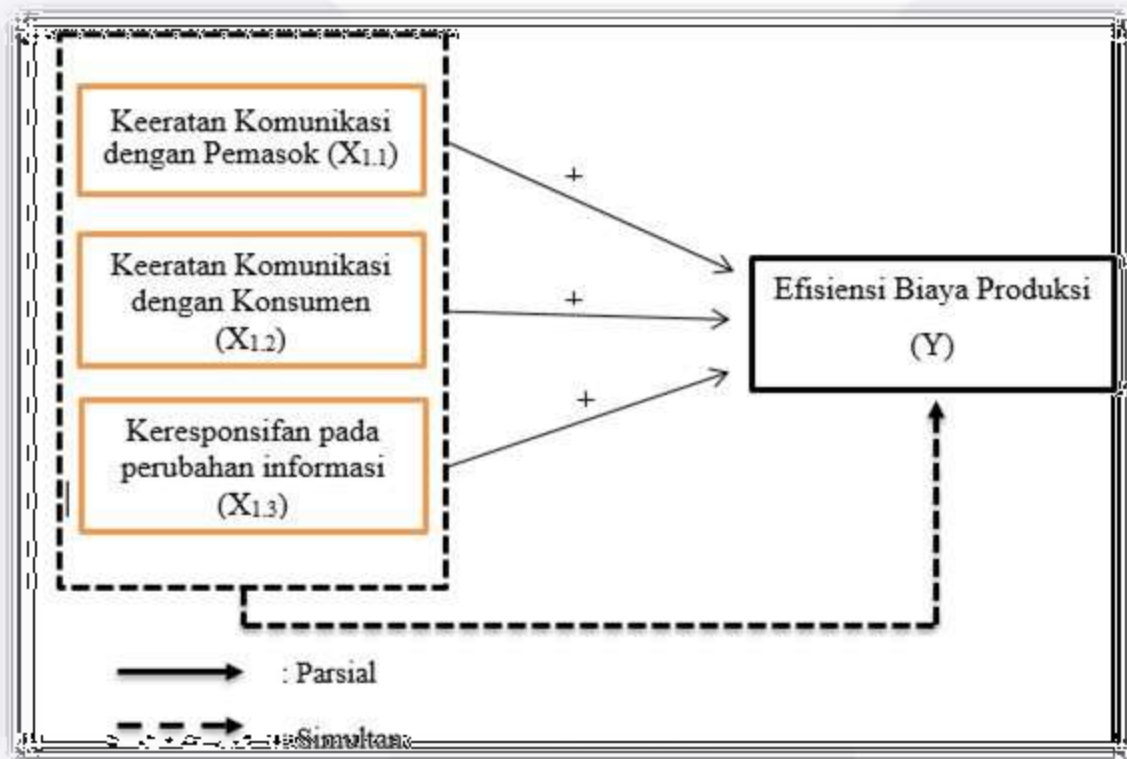 Keeratan Komunikasi
dengan Pemasok (X1.1)
+
Keeratan Komunikasi
dengan Konsumen
(X1.2)
+
Efisiensi Biaya Produksi
(Y)
Keresponsifan pada
perubahan informasi
(X1.3)
+
: Parsial
: Simultan